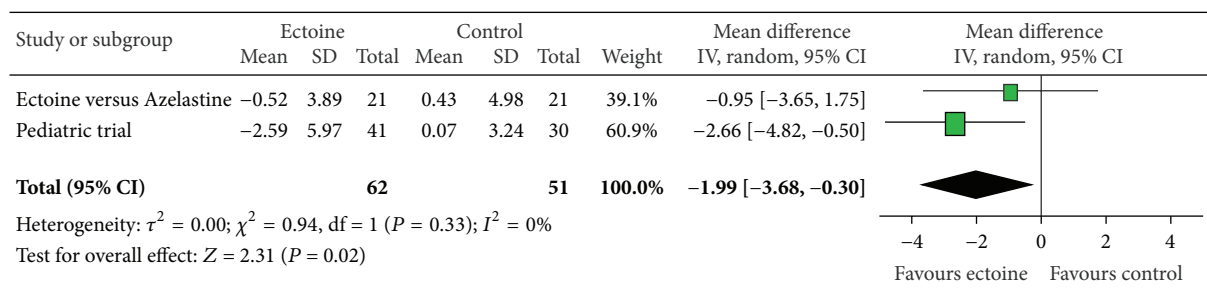 Study or subgroup Ectoine Control Mean difference Mean difference
Mean SD Total Mean SD Total Weight IV, random, 95% CI IV, random, 95% CI
Ectoine versus Azelastine −0.52 3.89 21 0.43 4.98 21 39.1% −0.95 [−3.65, 1.75]
Pediatric trial −2.59 5.97 41 0.07 3.24 30 60.9% −2.66 [−4.82, −0.50]
Total (95% CI) 62 51 100.0% −1.99 [−3.68, −0.30]
Heterogeneity: τ² = 0.00; χ² = 0.94, df = 1 (P = 0.33); I² = 0%
Test for overall effect: Z = 2.31 (P = 0.02)
−4 −2 0 2 4
Favours ectoine Favours control